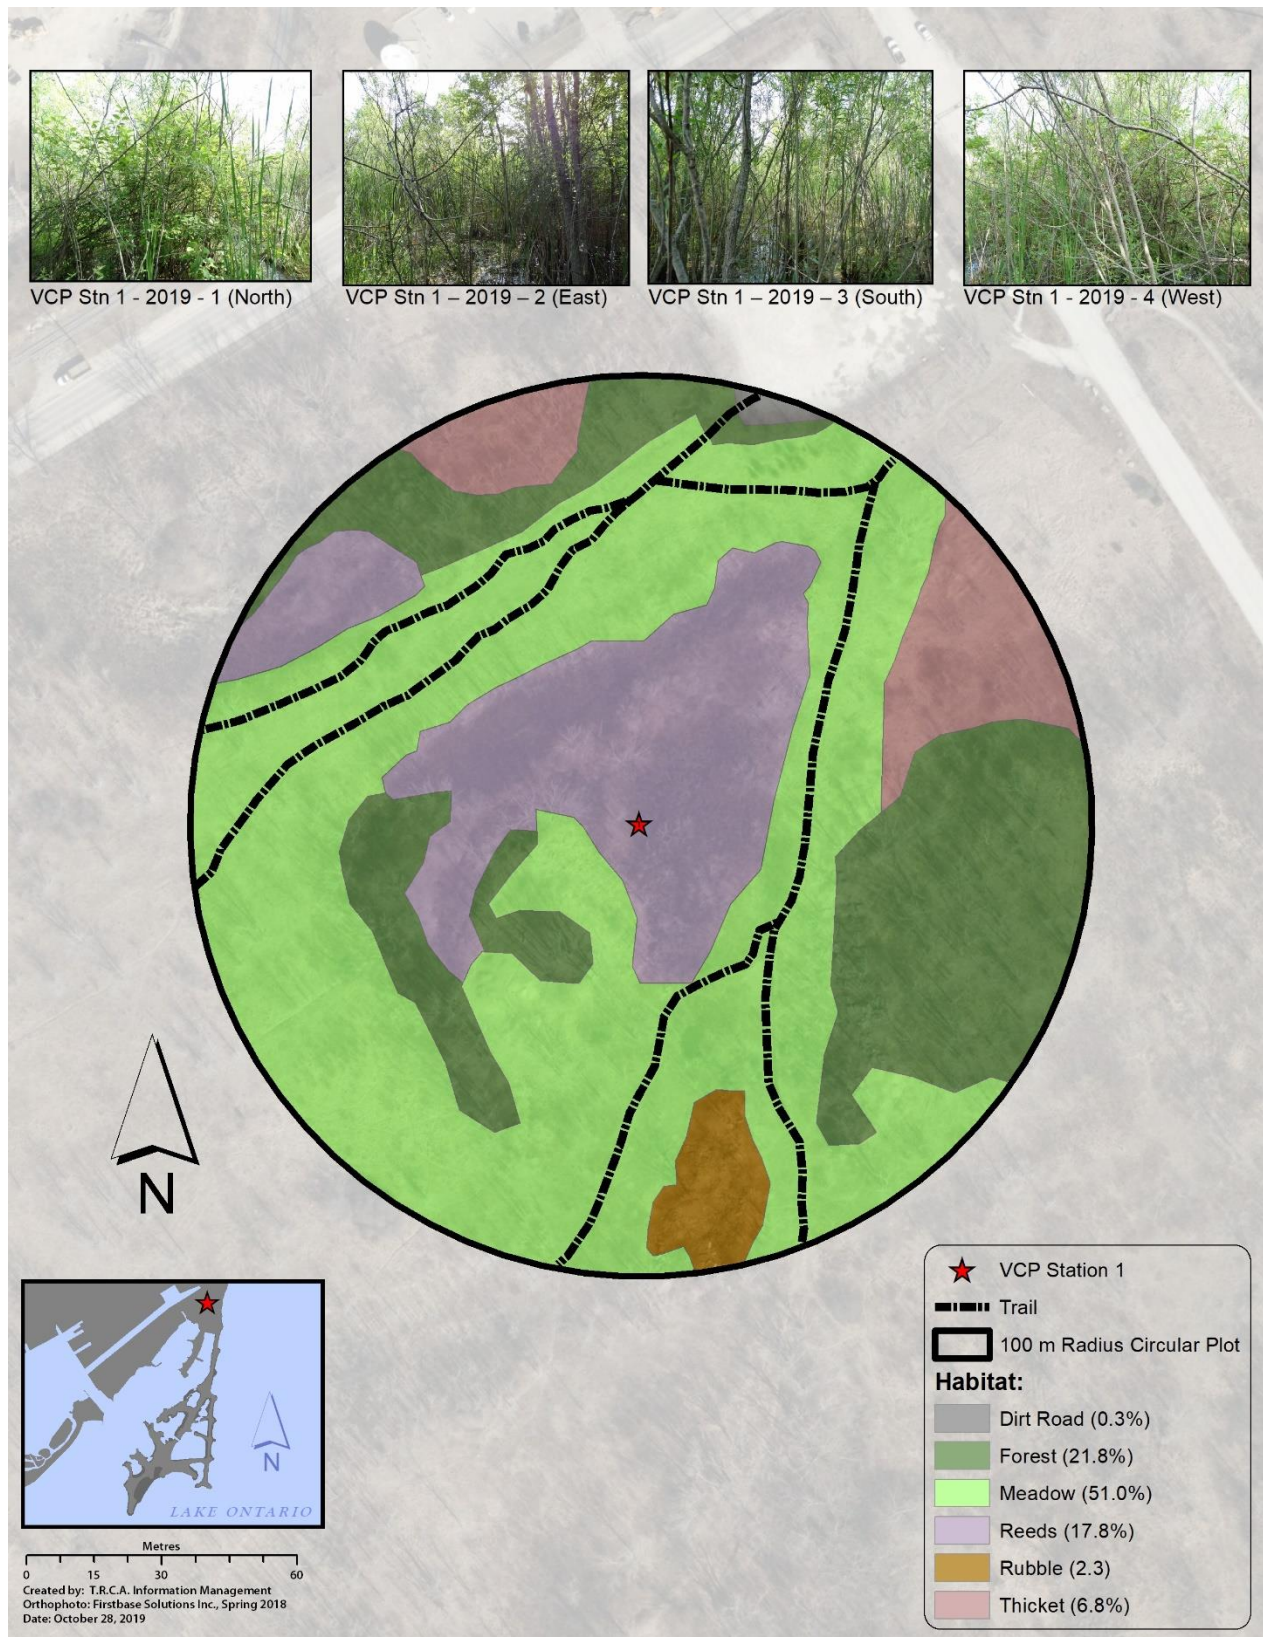 VCP Stn 1 - 2019 - 1 (North)
VCP Stn 1 – 2019 – 2 (East)
VCP Stn 1 – 2019 – 3 (South)
VCP Stn 1 - 2019 - 4 (West)
N
VCP Station 1
Trail
100 m Radius Circular Plot
Habitat:
Dirt Road (0.3%)
Forest (21.8%)
Meadow (51.0%)
Reeds (17.8%)
Rubble (2.3)
Thicket (6.8%)
N
LAKE ONTARIO
Metres
0 15 30 60
Created by: T.R.C.A. Information Management
Orthophoto: Firstbase Solutions Inc., Spring 2018
Date: October 28, 2019